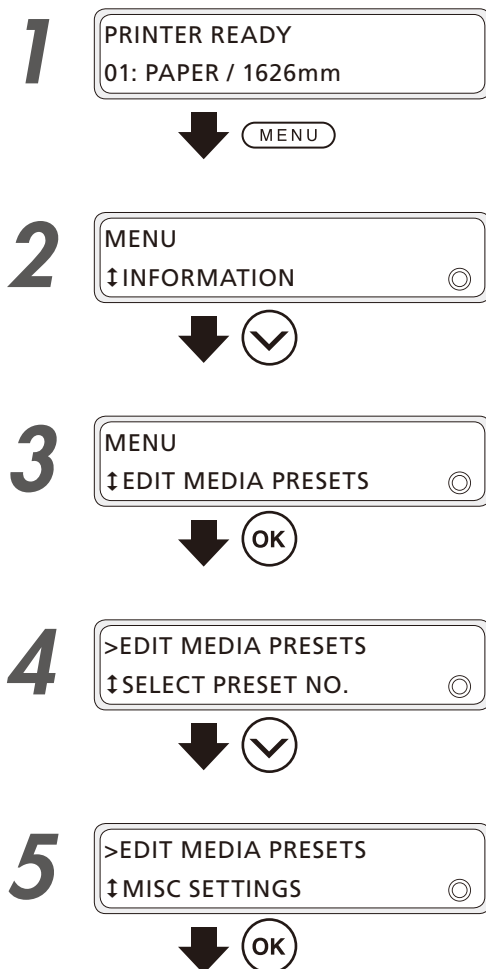 1
PRINTER READY
01: PAPER / 1626mm
MENU
2
MENU
↕INFORMATION
3
MENU
↕EDIT MEDIA PRESETS
OK
4
>EDIT MEDIA PRESETS
↕SELECT PRESET NO.
5
>EDIT MEDIA PRESETS
↕MISC SETTINGS
OK